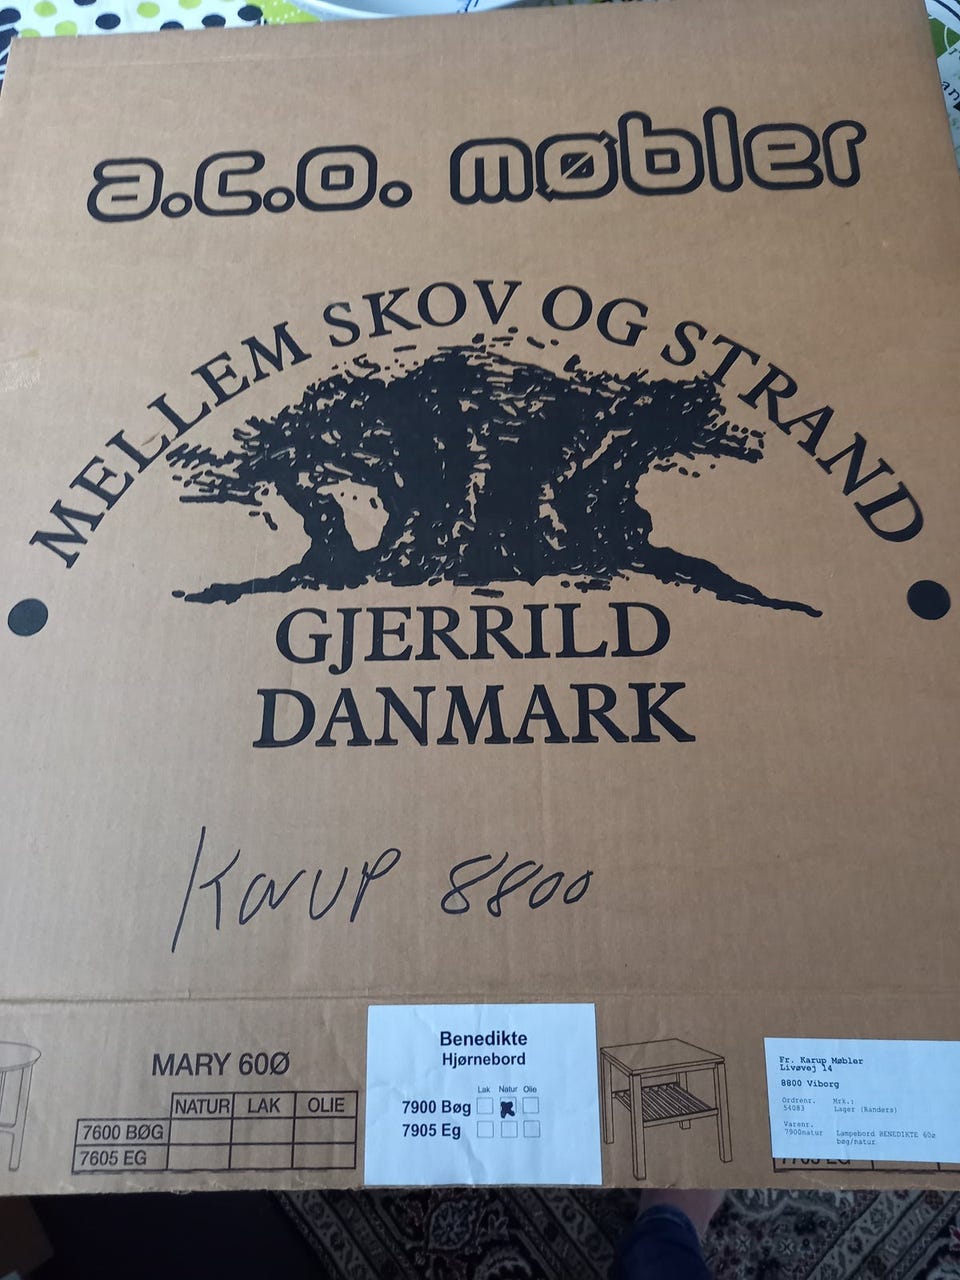 a.c.o. møbler
MELLEM SKOV OG STRAND
GJERRILD
DANMARK
Karup 8800
MARY 60Ø
NATUR LAK OLIE
7600 BØG
7605 EG
Benedikte
Hjørnebord
Lak Natur Olie
7900 Bøg
7905 Eg
Fr. Karup Møbler
Livøvej 14
8800 Viborg
Ordrenr. Mrk.:
54083 Lager (Randers)
Varenr.
7900natur Lampebord BENEDIKTE 60ø
bøg/natur
EG